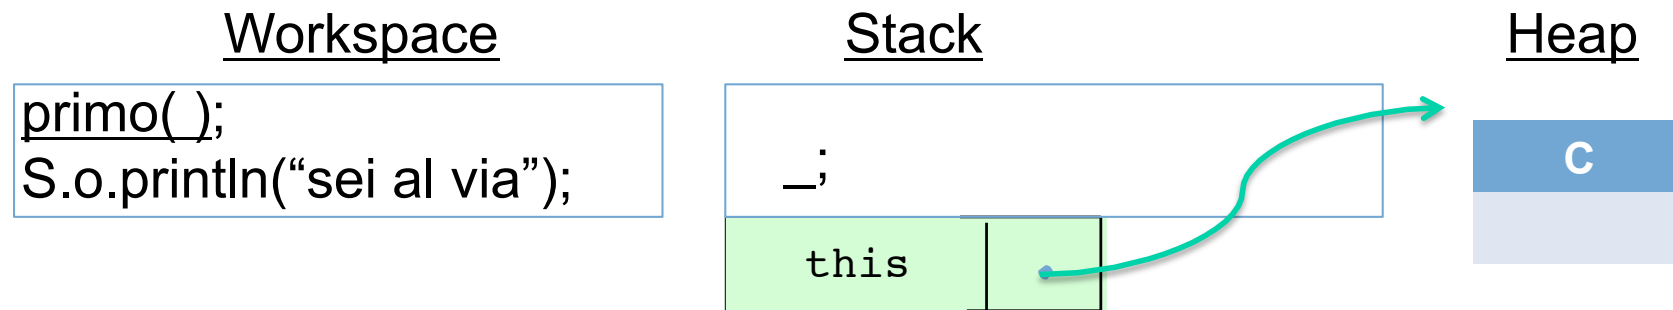 Workspace Stack Heap
primo( );
S.o.println(“sei al via”);
_;
C
this